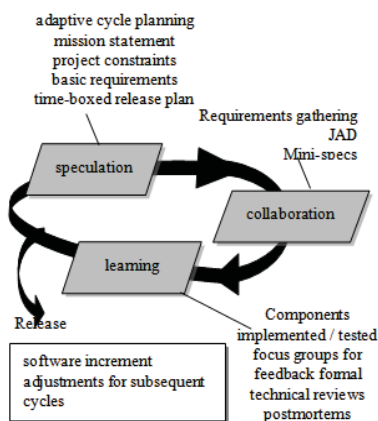 adaptive cycle planning
mission statement
project constraints
basic requirements
time-boxed release plan
Requirements gathering
JAD
Mini-specs
speculation
collaboration
learning
Release
Components
implemented / tested
focus groups for
feedback formal
technical reviews
postmortems
software increment
adjustments for subsequent
cycles